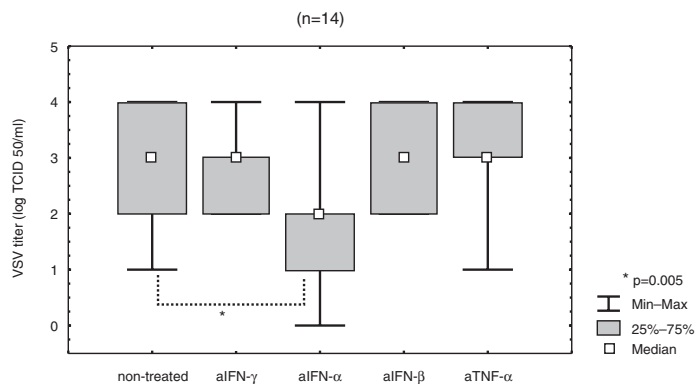 (n=14)
VSV titer (log TCID 50/ml)
5
4
3
2
1
0
non-treated aIFN-γ aIFN-α aIFN-β aTNF-α
*
* p=0.005
Min–Max
25%–75%
Median